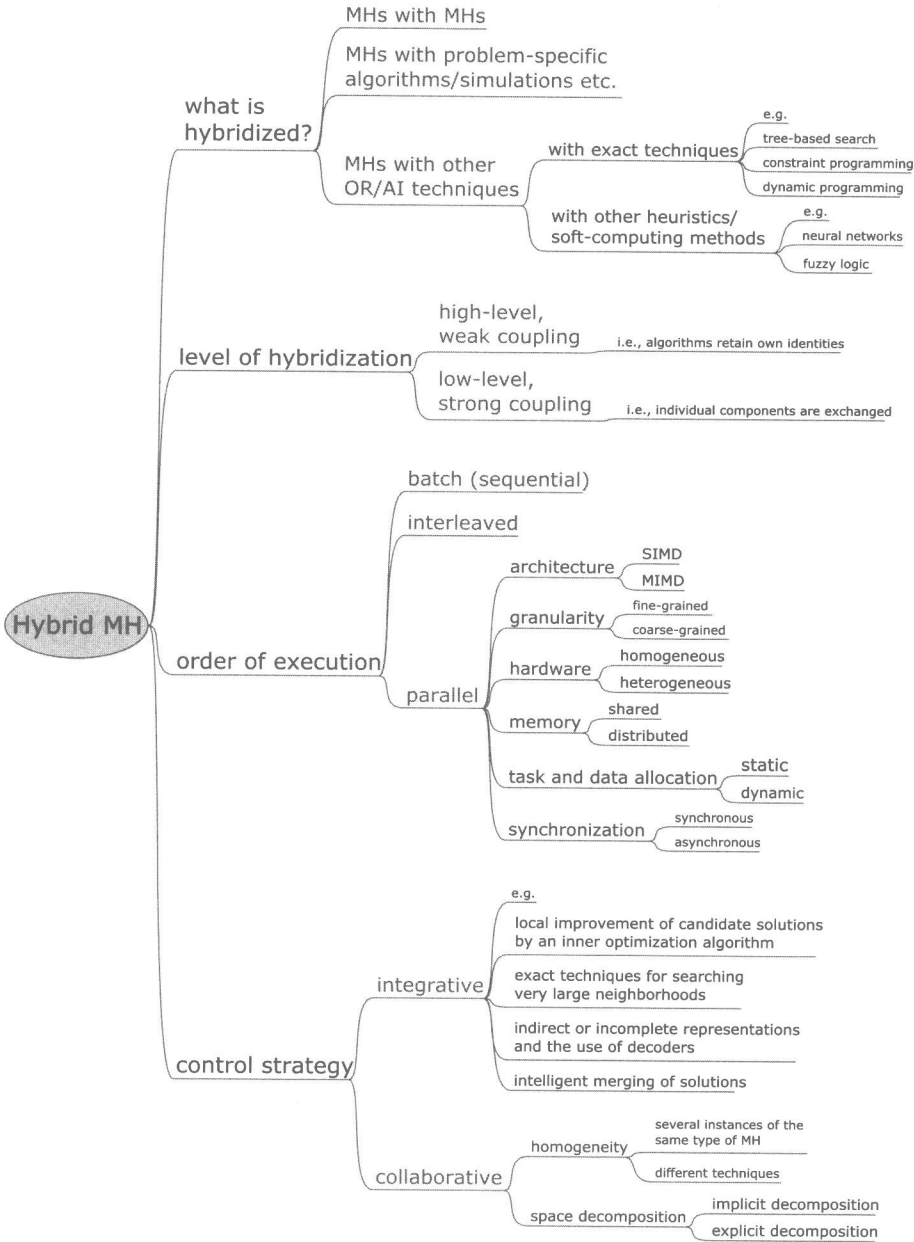 MHs with MHs
MHs with problem-specific
algorithms/simulations etc.
what is
hybridized?
MHs with other
OR/AI techniques
with exact techniques
e.g.
tree-based search
constraint programming
dynamic programming
with other heuristics/
soft-computing methods
e.g.
neural networks
fuzzy logic
level of hybridization
high-level,
weak coupling
i.e., algorithms retain own identities
low-level,
strong coupling
i.e., individual components are exchanged
Hybrid MH
order of execution
batch (sequential)
interleaved
parallel
architecture
SIMD
MIMD
granularity
fine-grained
coarse-grained
hardware
homogeneous
heterogeneous
memory
shared
distributed
task and data allocation
static
dynamic
synchronization
synchronous
asynchronous
control strategy
integrative
e.g.
local improvement of candidate solutions
by an inner optimization algorithm
exact techniques for searching
very large neighborhoods
indirect or incomplete representations
and the use of decoders
intelligent merging of solutions
collaborative
homogeneity
several instances of the
same type of MH
different techniques
space decomposition
implicit decomposition
explicit decomposition